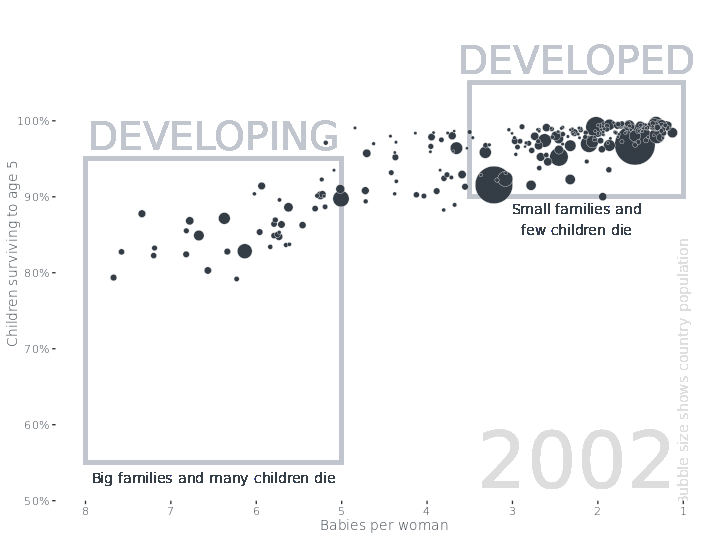 DEVELOPED
DEVELOPING
Children surviving to age 5
100%
90%
80%
70%
60%
50%
Small families and
few children die
Bubble size shows country population
2002
Big families and many children die
8 7 6 5 4 3 2 1
Babies per woman